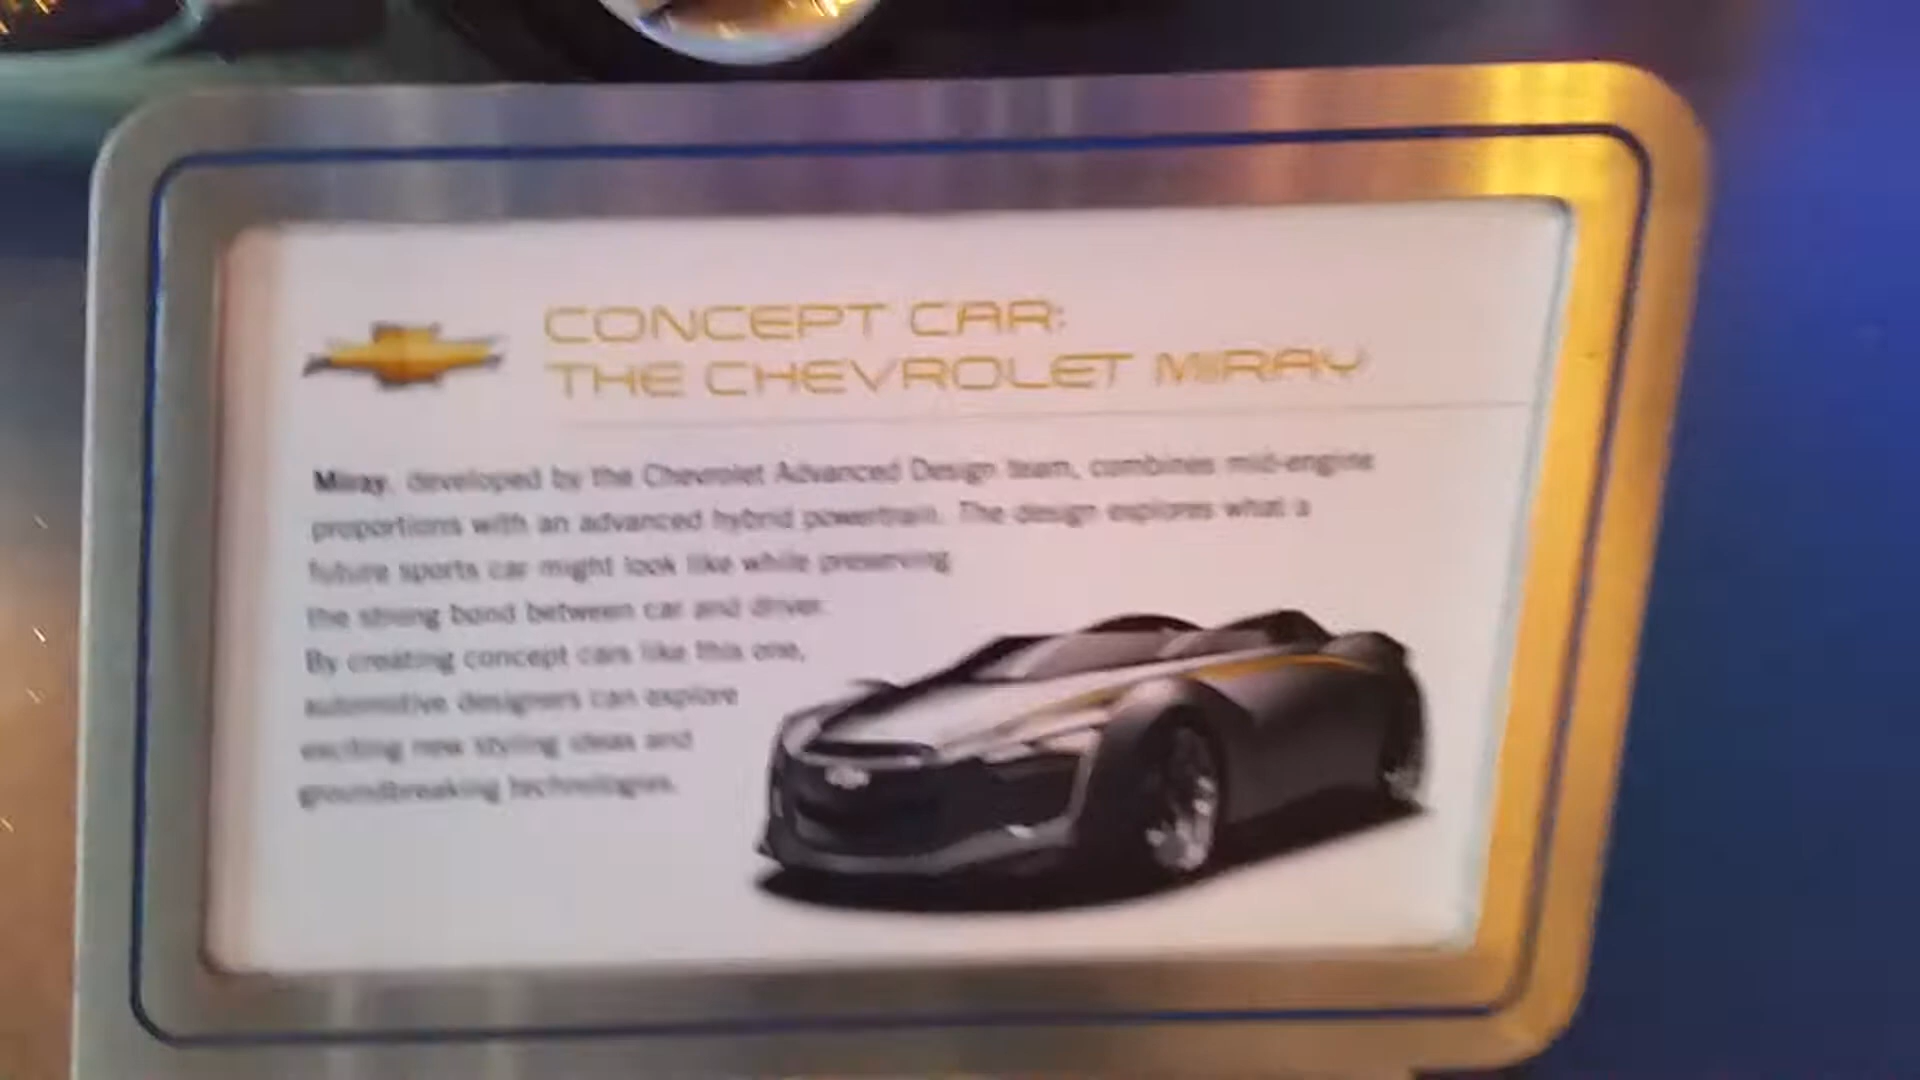 CONCEPT CAR:
THE CHEVROLET MIRAY
Miray, developed by the Chevrolet Advanced Design team, combines mid-engine
proportions with an advanced hybrid powertrain. The design explores what a
future sports car might look like while preserving
the strong bond between car and driver.
By creating concept cars like this one,
automotive designers can explore
exciting new styling ideas and
groundbreaking technologies.